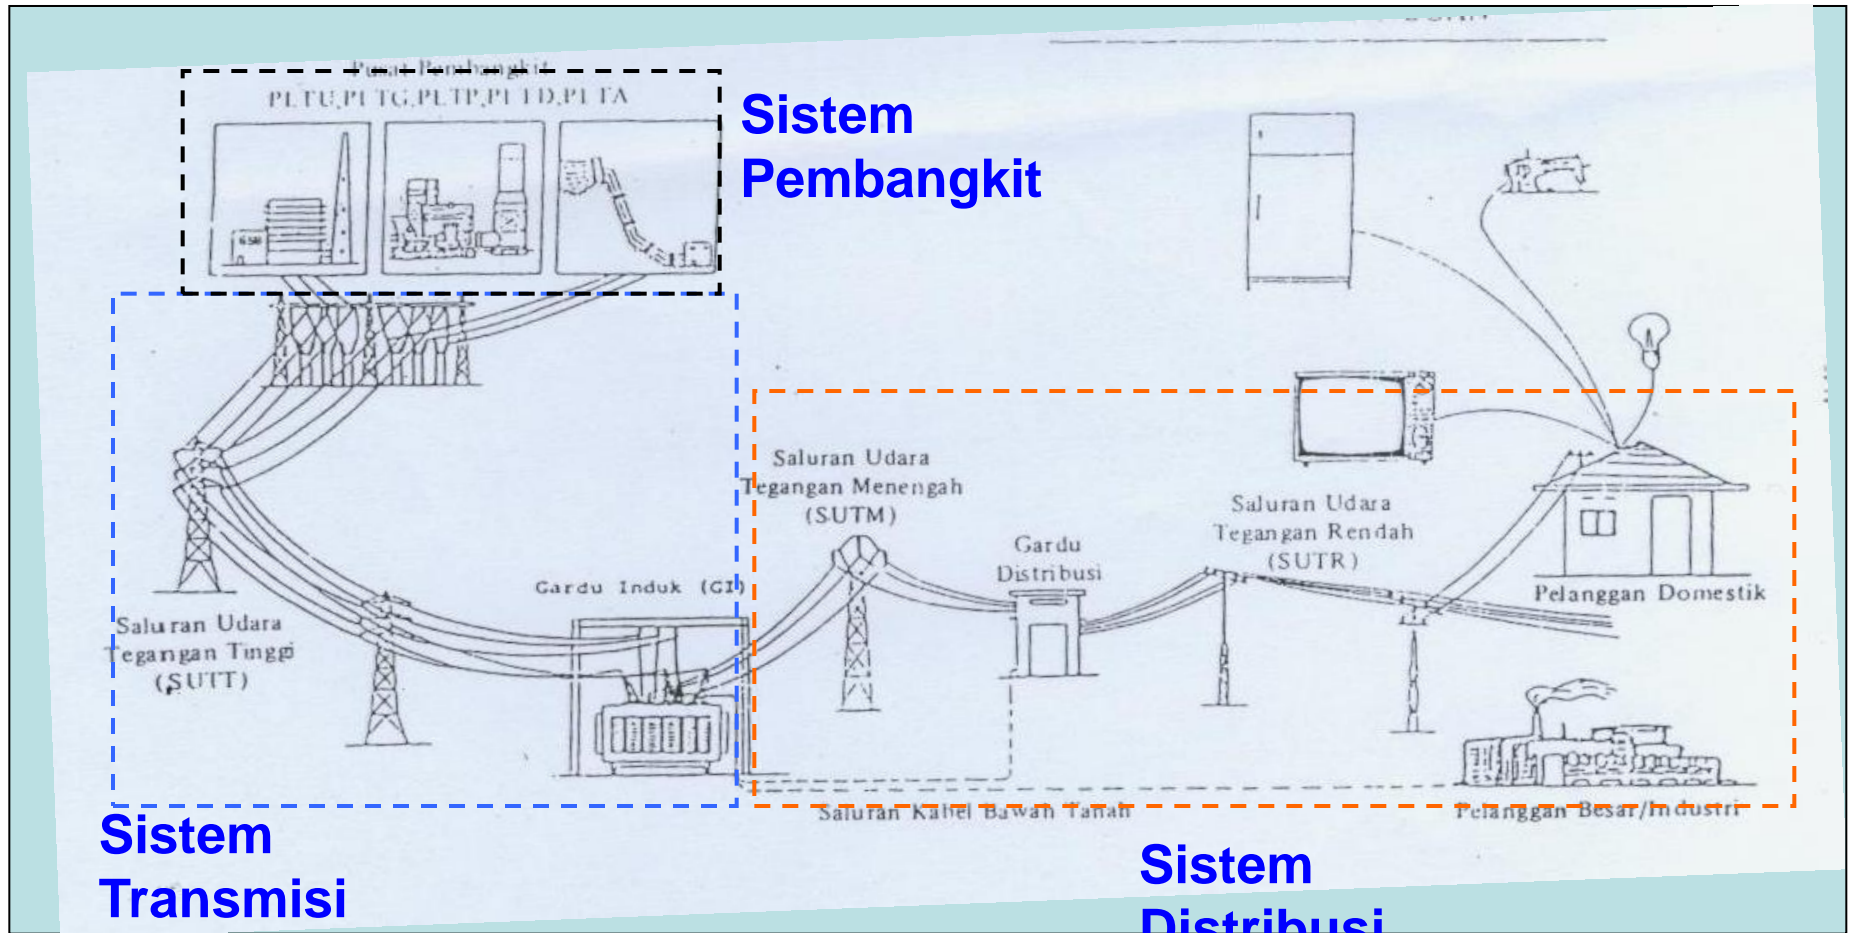 Pusat Pembangkit
PLTU,PLTG,PLTP,PLTD,PLTA
Sistem
Pembangkit
Saluran Udara
Tegangan Menengah
(SUTM)
Saluran Udara
Tegangan Rendah
(SUTR)
Gardu
Distribusi
Gardu Induk (GI)
Pelanggan Domestik
Saluran Udara
Tegangan Tinggi
(SUTT)
Saluran Kabel Bawah Tanah
Pelanggan Besar/Industri
Sistem
Transmisi
Sistem
Distribusi